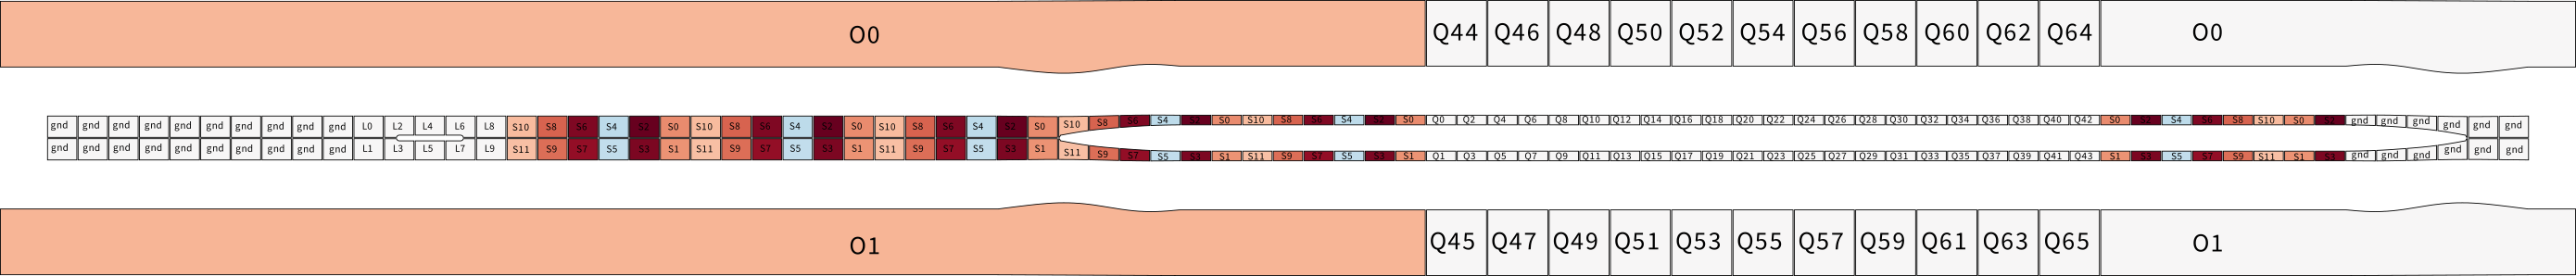 O0 Q44 Q46 Q48 Q50 Q52 Q54 Q56 Q58 Q60 Q62 Q64 O0
gnd gnd gnd gnd gnd gnd gnd gnd gnd gnd L0 L2 L4 L6 L8 S10 S8 S6 S4 S2 S0 S10 S8 S6 S4 S2 S0 S10 S8 S6 S4 S2 S0 S10 S8 S6 S4 S2 S0 S10 S8 S6 S4 S2 S0 Q0 Q2 Q4 Q6 Q8 Q10 Q12 Q14 Q16 Q18 Q20 Q22 Q24 Q26 Q28 Q30 Q32 Q34 Q36 Q38 Q40 Q42 S0 S2 S4 S6 S8 S10 S0 S2 gnd gnd gnd gnd gnd gnd
gnd gnd gnd gnd gnd gnd gnd gnd gnd gnd L1 L3 L5 L7 L9 S11 S9 S7 S5 S3 S1 S11 S9 S7 S5 S3 S1 S11 S9 S7 S5 S3 S1 S11 S9 S7 S5 S3 S1 S11 S9 S7 S5 S3 S1 Q1 Q3 Q5 Q7 Q9 Q11 Q13 Q15 Q17 Q19 Q21 Q23 Q25 Q27 Q29 Q31 Q33 Q35 Q37 Q39 Q41 Q43 S1 S3 S5 S7 S9 S11 S1 S3 gnd gnd gnd gnd gnd gnd
O1 Q45 Q47 Q49 Q51 Q53 Q55 Q57 Q59 Q61 Q63 Q65 O1